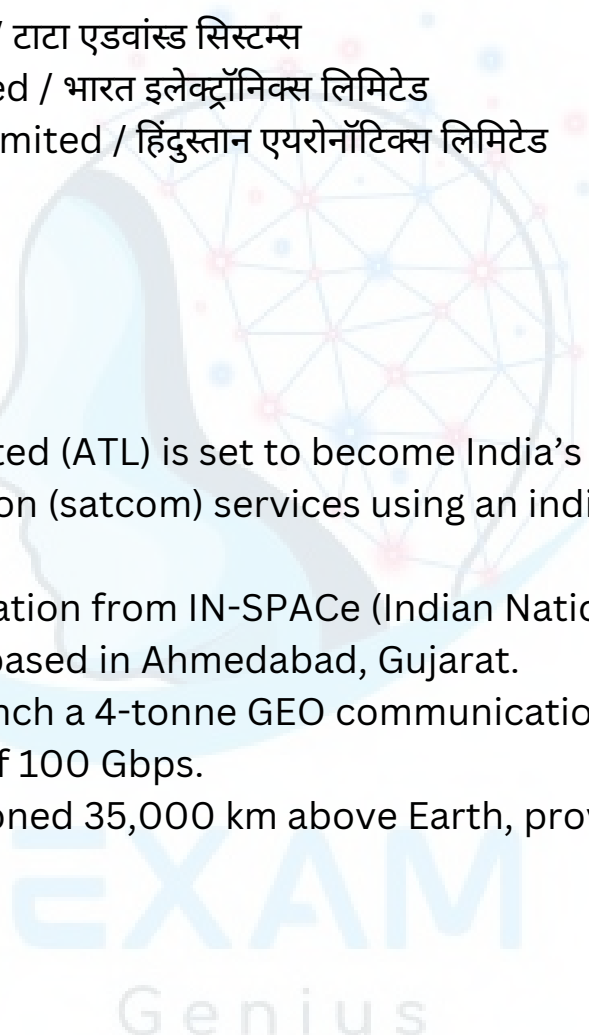 / टाटा एडवांस्ड सिस्टम्स
ed / भारत इलेक्ट्रॉनिक्स लिमिटेड
mited / हिंदुस्तान एयरोनॉटिक्स लिमिटेड
ted (ATL) is set to become India’s
on (satcom) services using an indi
ation from IN-SPACe (Indian Natio
based in Ahmedabad, Gujarat.
nch a 4-tonne GEO communicatio
f 100 Gbps.
oned 35,000 km above Earth, prov
EXAM
Genius